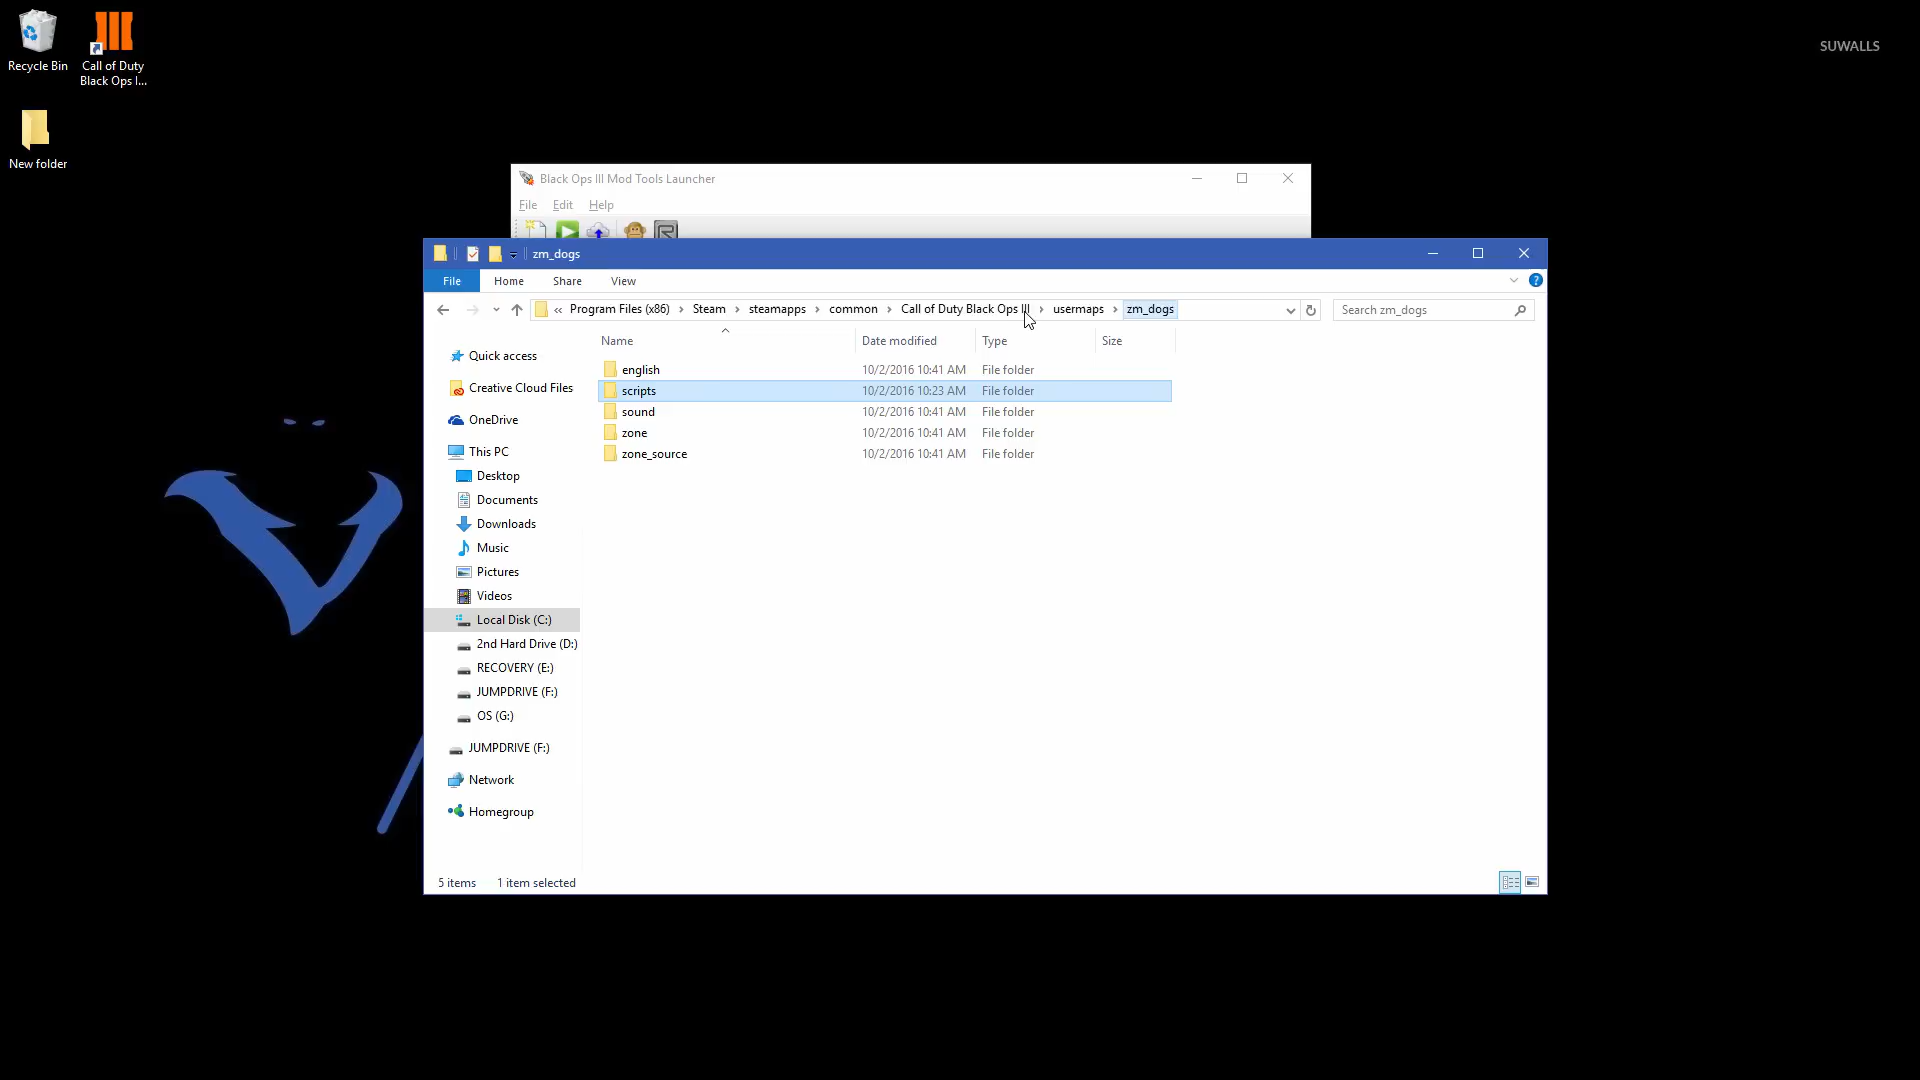 SUWALLS
Recycle Bin
Call of Duty
Black Ops I...
New folder
Black Ops III Mod Tools Launcher
File Edit Help
zm_dogs
File Home Share View
« Program Files (x86) > Steam > steamapps > common > Call of Duty Black Ops III > usermaps > zm_dogs
Search zm_dogs
Name Date modified Type Size
english 10/2/2016 10:41 AM File folder
scripts 10/2/2016 10:23 AM File folder
sound 10/2/2016 10:41 AM File folder
zone 10/2/2016 10:41 AM File folder
zone_source 10/2/2016 10:41 AM File folder
Quick access
Creative Cloud Files
OneDrive
This PC
Desktop
Documents
Downloads
Music
Pictures
Videos
Local Disk (C:)
2nd Hard Drive (D:)
RECOVERY (E:)
JUMPDRIVE (F:)
OS (G:)
JUMPDRIVE (F:)
Network
Homegroup
5 items 1 item selected